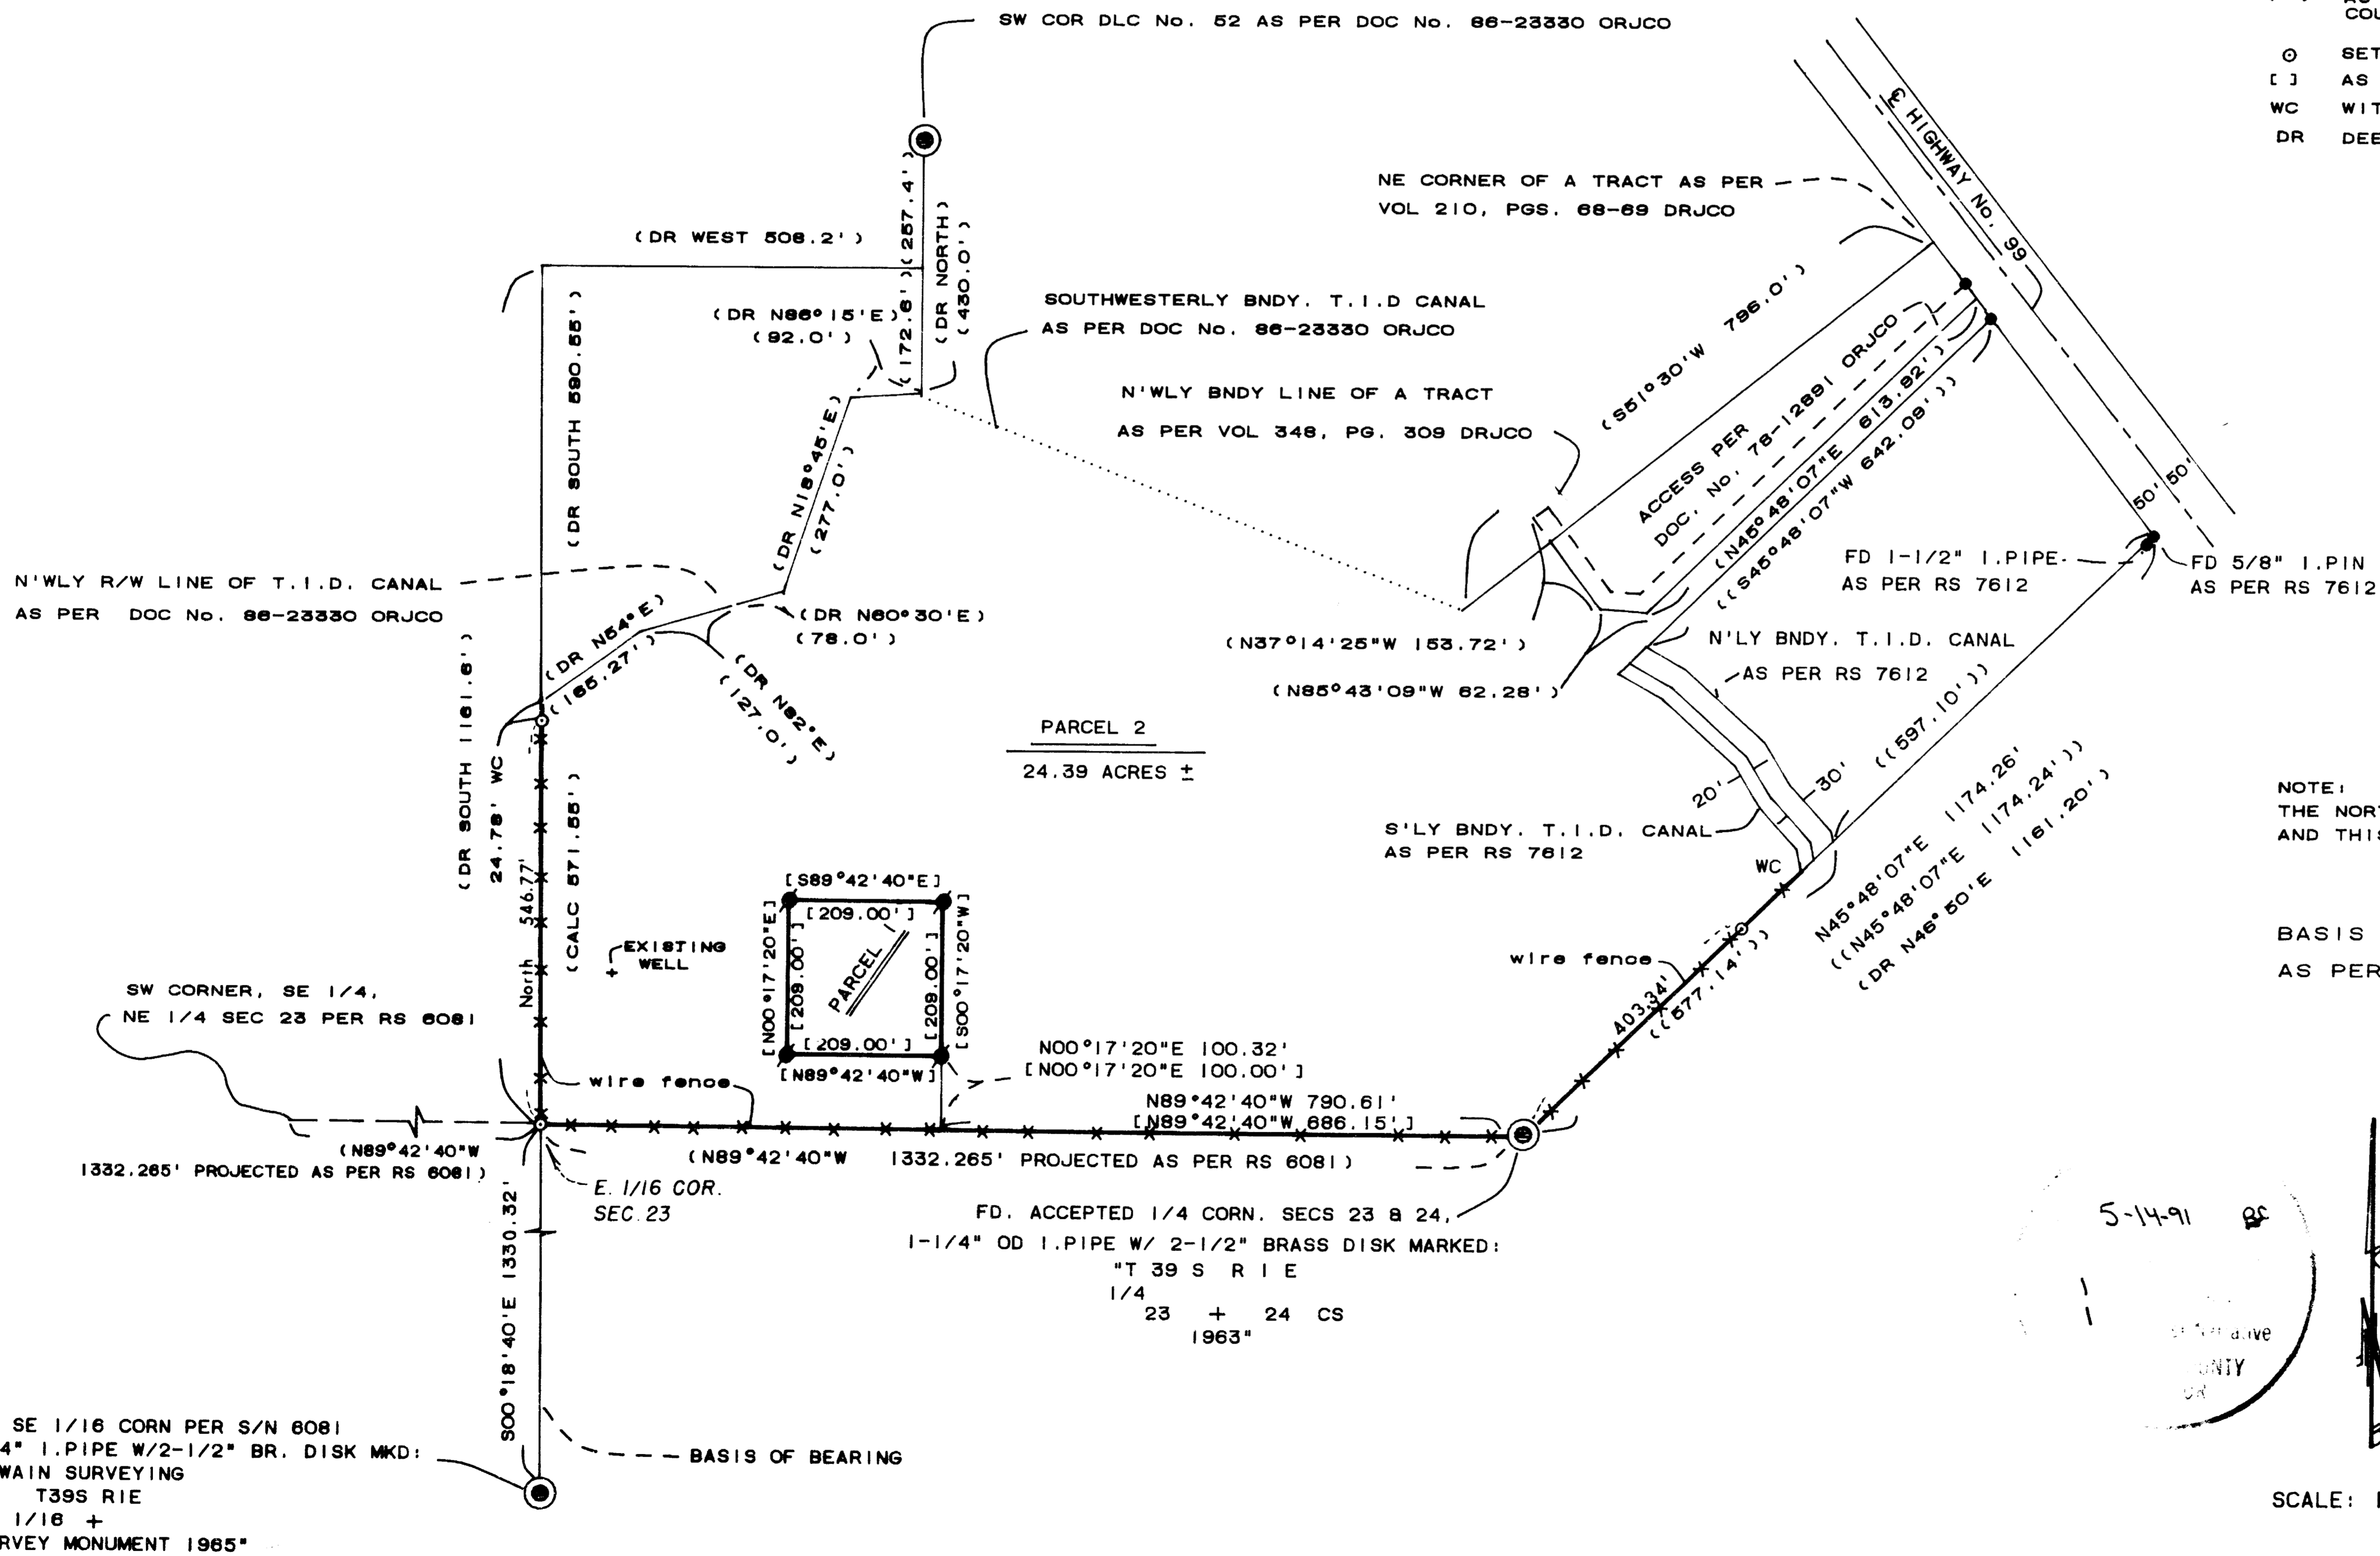 SW COR DLC No. 52 AS PER DOC No. 86-23330 ORJCO
COU
⊙ SET
[ ] AS
WC WIT
DR DEE
℄ HIGHWAY No. 99
NE CORNER OF A TRACT AS PER
VOL 210, PGS. 68-69 DRJCO
(DR WEST 506.2')
(257.4')
(172.6')
(DR NORTH)
(430.0')
(DR SOUTH 590.55')
(DR N86°15'E)
(92.0')
SOUTHWESTERLY BNDY. T.I.D CANAL
AS PER DOC No. 86-23330 ORJCO
N'WLY BNDY LINE OF A TRACT
AS PER VOL 348, PG. 309 DRJCO
(S51°30'W 796.0')
ACCESS PER
DOC. No. 78-12891 ORJCO
(N45°48'07"E 613.92')
((S45°48'07"W 642.09'))
50' 50'
(DR N18°45'E)
(277.0')
FD 1-1/2" I.PIPE
AS PER RS 7612
FD 5/8" I.PIN
AS PER RS 7612
N'WLY R/W LINE OF T.I.D. CANAL
AS PER DOC No. 86-23330 ORJCO
(DR N54°E)
(165.27')
(DR N60°30'E)
(78.0')
(DR N82°E)
(127.0')
(N37°14'25"W 153.72')
(N85°43'09"W 62.28')
N'LY BNDY. T.I.D. CANAL
AS PER RS 7612
((597.10'))
(DR SOUTH 1161.6')
24.78' WC
PARCEL 2
24.39 ACRES ±
20'
30'
S'LY BNDY. T.I.D. CANAL
AS PER RS 7612
WC
N45°48'07"E 1174.26'
((N45°48'07"E 1174.24'))
(DR N46°50'E 1161.20')
NOTE:
THE NORT
AND THIS
North 546.77'
(CALC 571.55')
EXISTING
WELL
[S89°42'40"E]
[209.00']
[N00°17'20"E]
[209.00']
PARCEL
[209.00']
[S00°17'20"W]
[209.00']
[N89°42'40"W]
wire fence
403.34'
((577.14'))
BASIS
AS PER
SW CORNER, SE 1/4,
NE 1/4 SEC 23 PER RS 6081
wire fence
N00°17'20"E 100.32'
[N00°17'20"E 100.00']
N89°42'40"W 790.61'
[N89°42'40"W 686.15']
(N89°42'40"W
1332.265' PROJECTED AS PER RS 6081)
(N89°42'40"W 1332.265' PROJECTED AS PER RS 6081)
E. 1/16 COR.
SEC. 23
FD. ACCEPTED 1/4 CORN. SECS 23 & 24,
1-1/4" OD I.PIPE W/ 2-1/2" BRASS DISK MARKED:
"T 39 S R 1 E
1/4
23 + 24 CS
1963"
S00°18'40"E 1330.32'
5-14-91
SE 1/16 CORN PER S/N 6081
4" I.PIPE W/2-1/2" BR. DISK MKD:
WAIN SURVEYING
T39S R1E
1/16 +
RVEY MONUMENT 1965"
BASIS OF BEARING
SCALE: 1